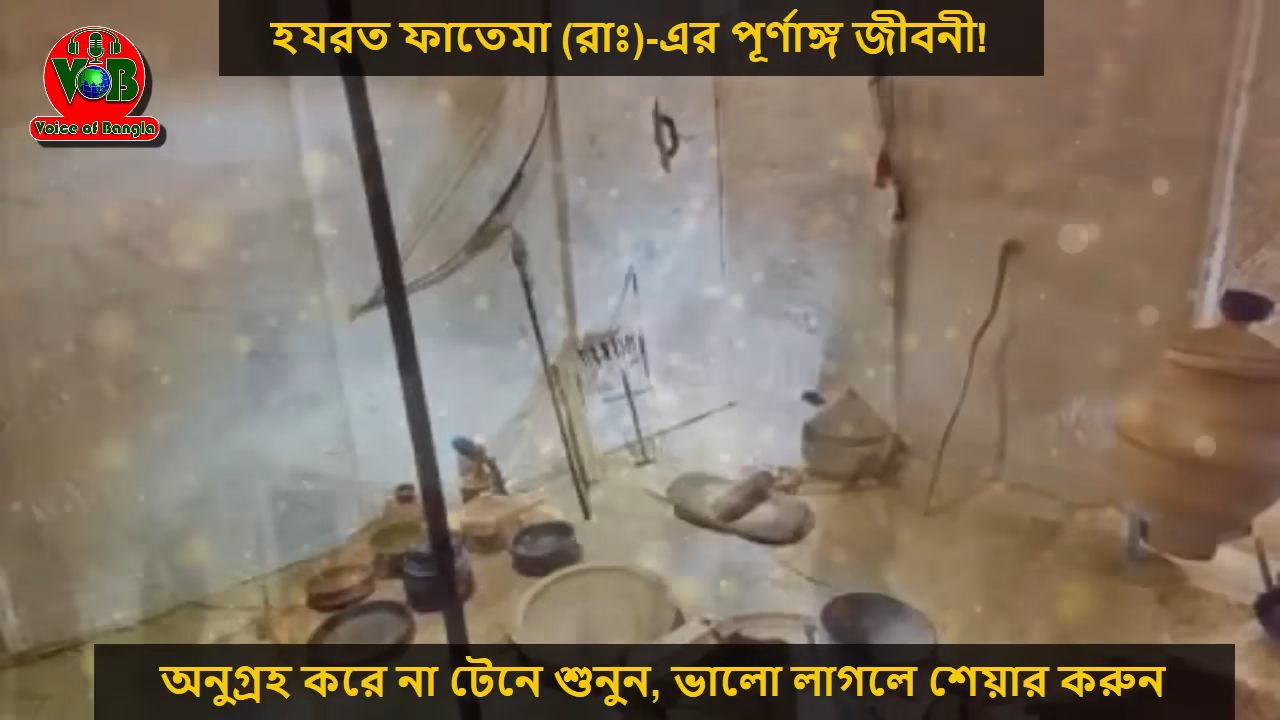 হযরত ফাতেমা (রাঃ)-এর পূর্ণাঙ্গ জীবনী!
VOB
Voice of Bangla
অনুগ্রহ করে না টেনে শুনুন, ভালো লাগলে শেয়ার করুন